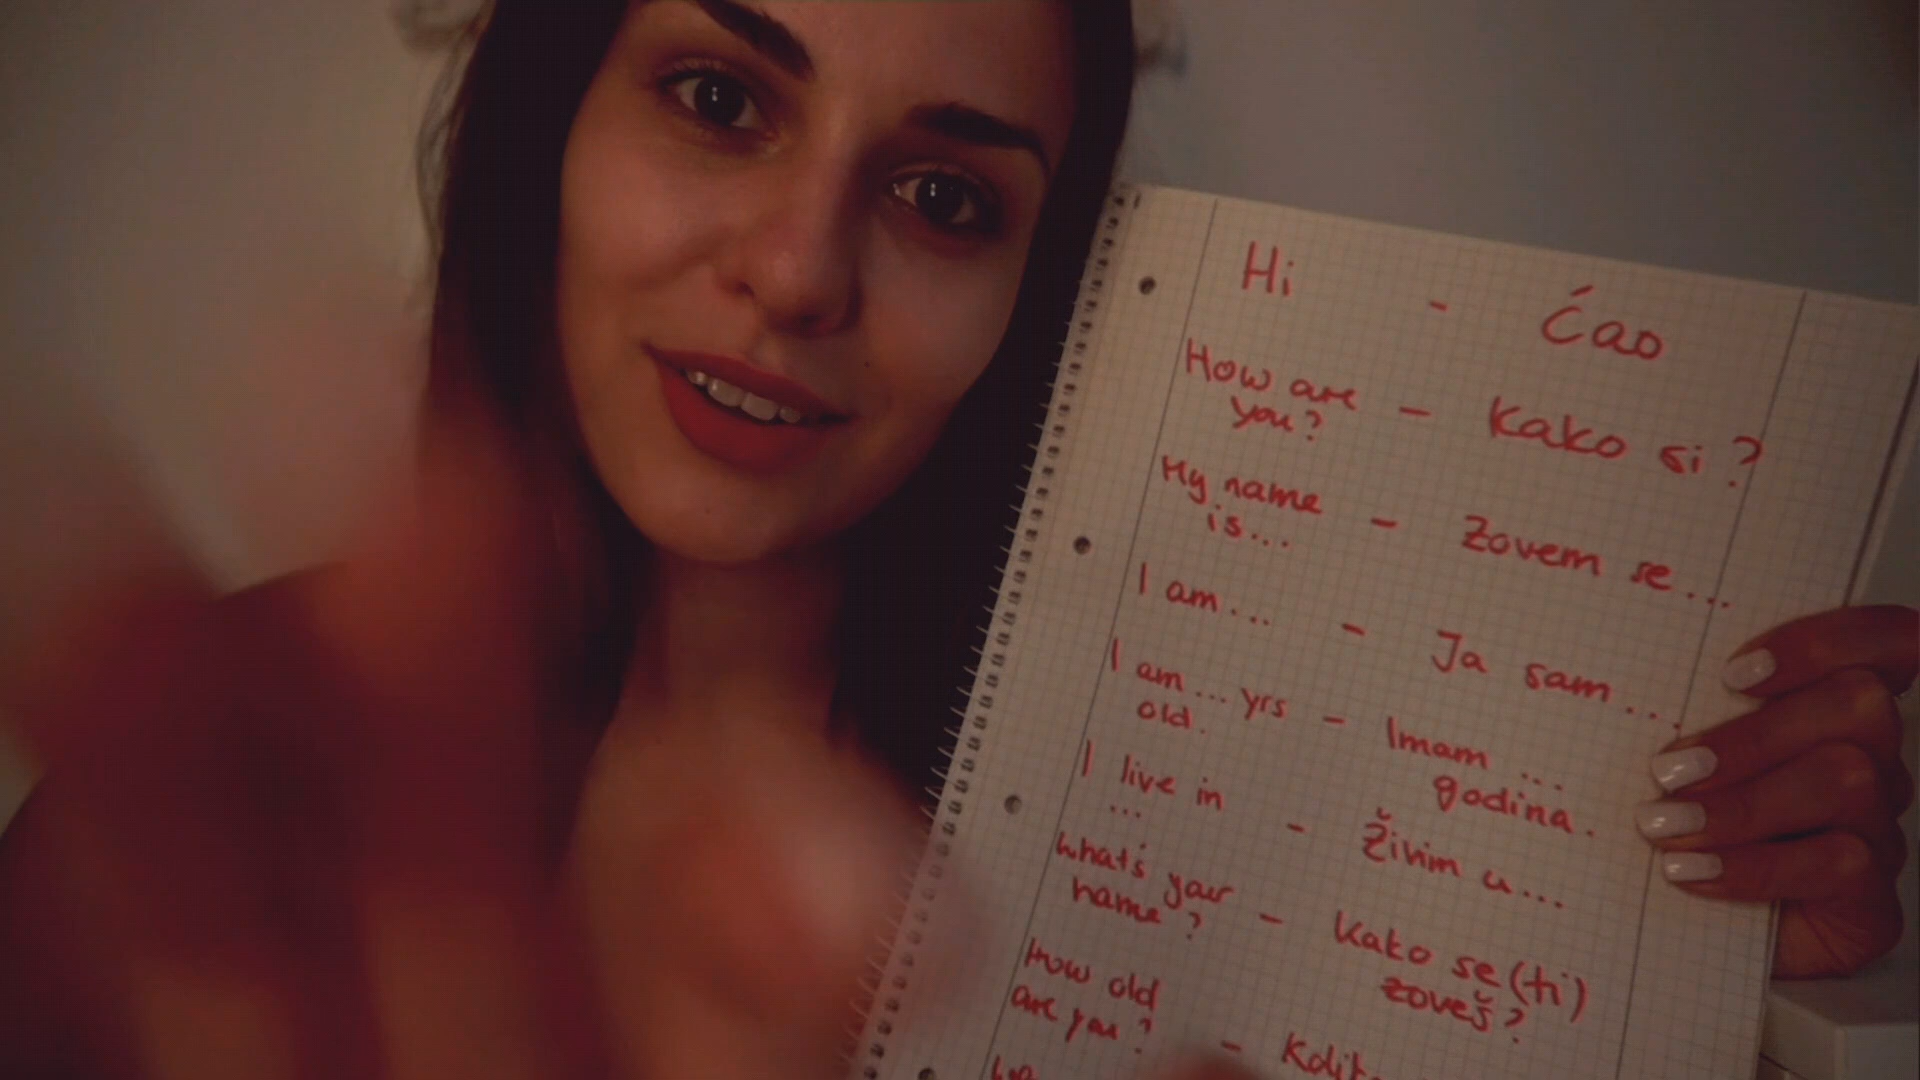 Hi - Ćao
How are - Kako si?
you?
My name - Zovem se...
is...
I am... - Ja sam...
I am... yrs - Imam ...
old. godina.
I live in - Živim u...
...
What's your - Kako se (ti)
name? zoveš?
How old
are you? -